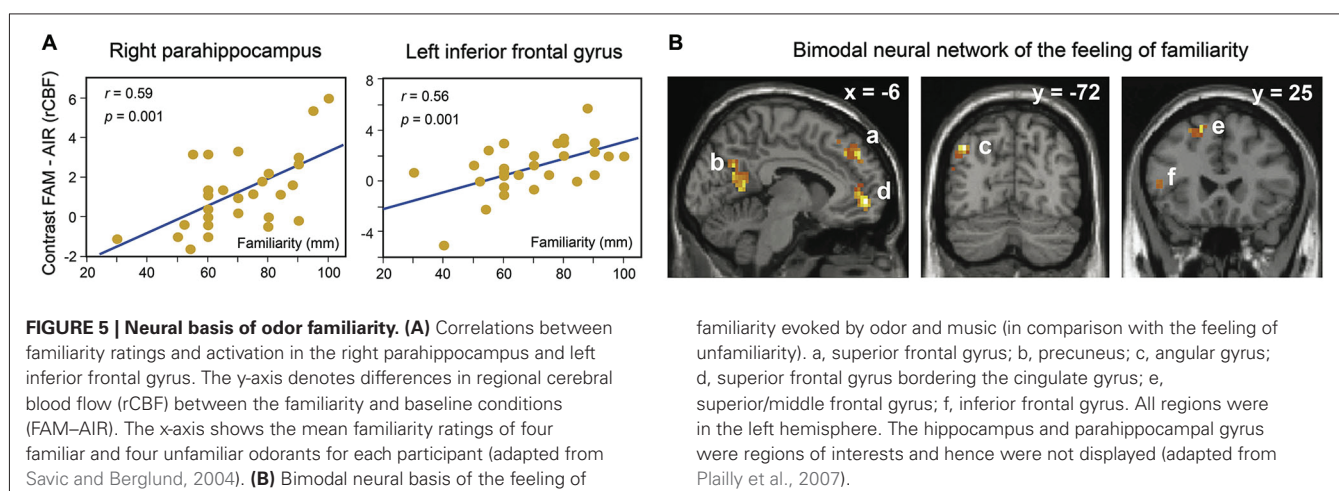 A
Right parahippocampus
Left inferior frontal gyrus
Contrast FAM - AIR (rCBF)
r = 0.59
p = 0.001
6
4
2
0
-2
Familiarity (mm)
20 40 60 80 100
r = 0.56
p = 0.001
8
4
0
-4
Familiarity (mm)
20 40 60 80 100
B
Bimodal neural network of the feeling of familiarity
x = -6
a
b
d
y = -72
c
y = 25
e
f
FIGURE 5 | Neural basis of odor familiarity. (A) Correlations between
familiarity ratings and activation in the right parahippocampus and left
inferior frontal gyrus. The y-axis denotes differences in regional cerebral
blood flow (rCBF) between the familiarity and baseline conditions
(FAM–AIR). The x-axis shows the mean familiarity ratings of four
familiar and four unfamiliar odorants for each participant (adapted from
Savic and Berglund, 2004). (B) Bimodal neural basis of the feeling of
familiarity evoked by odor and music (in comparison with the feeling of
unfamiliarity). a, superior frontal gyrus; b, precuneus; c, angular gyrus;
d, superior frontal gyrus bordering the cingulate gyrus; e,
superior/middle frontal gyrus; f, inferior frontal gyrus. All regions were
in the left hemisphere. The hippocampus and parahippocampal gyrus
were regions of interests and hence were not displayed (adapted from
Plailly et al., 2007).